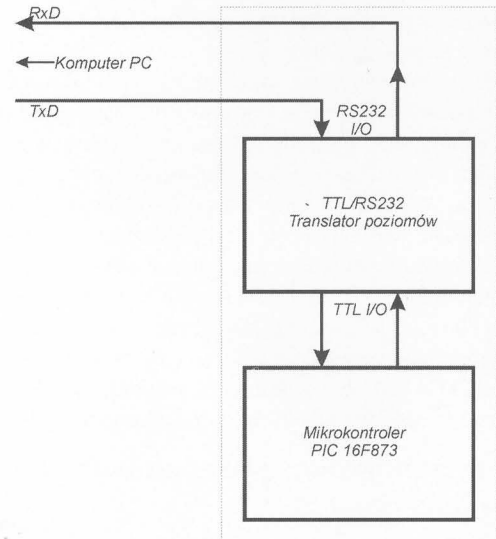 RxD
Komputer PC
TxD
RS232
I/O
TTL/RS232
Translator poziomów
TTL I/O
Mikrokontroler
PIC 16F873